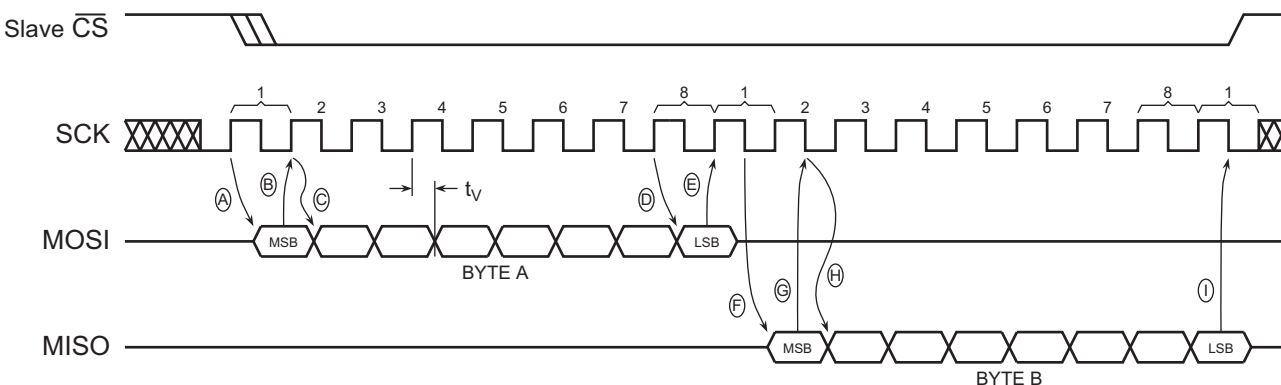 Slave CS
1 2 3 4 5 6 7 8 1 2 3 4 5 6 7 8 1
SCK
A B C tV D E
MOSI MSB LSB
BYTE A
F G H I
MISO MSB LSB
BYTE B